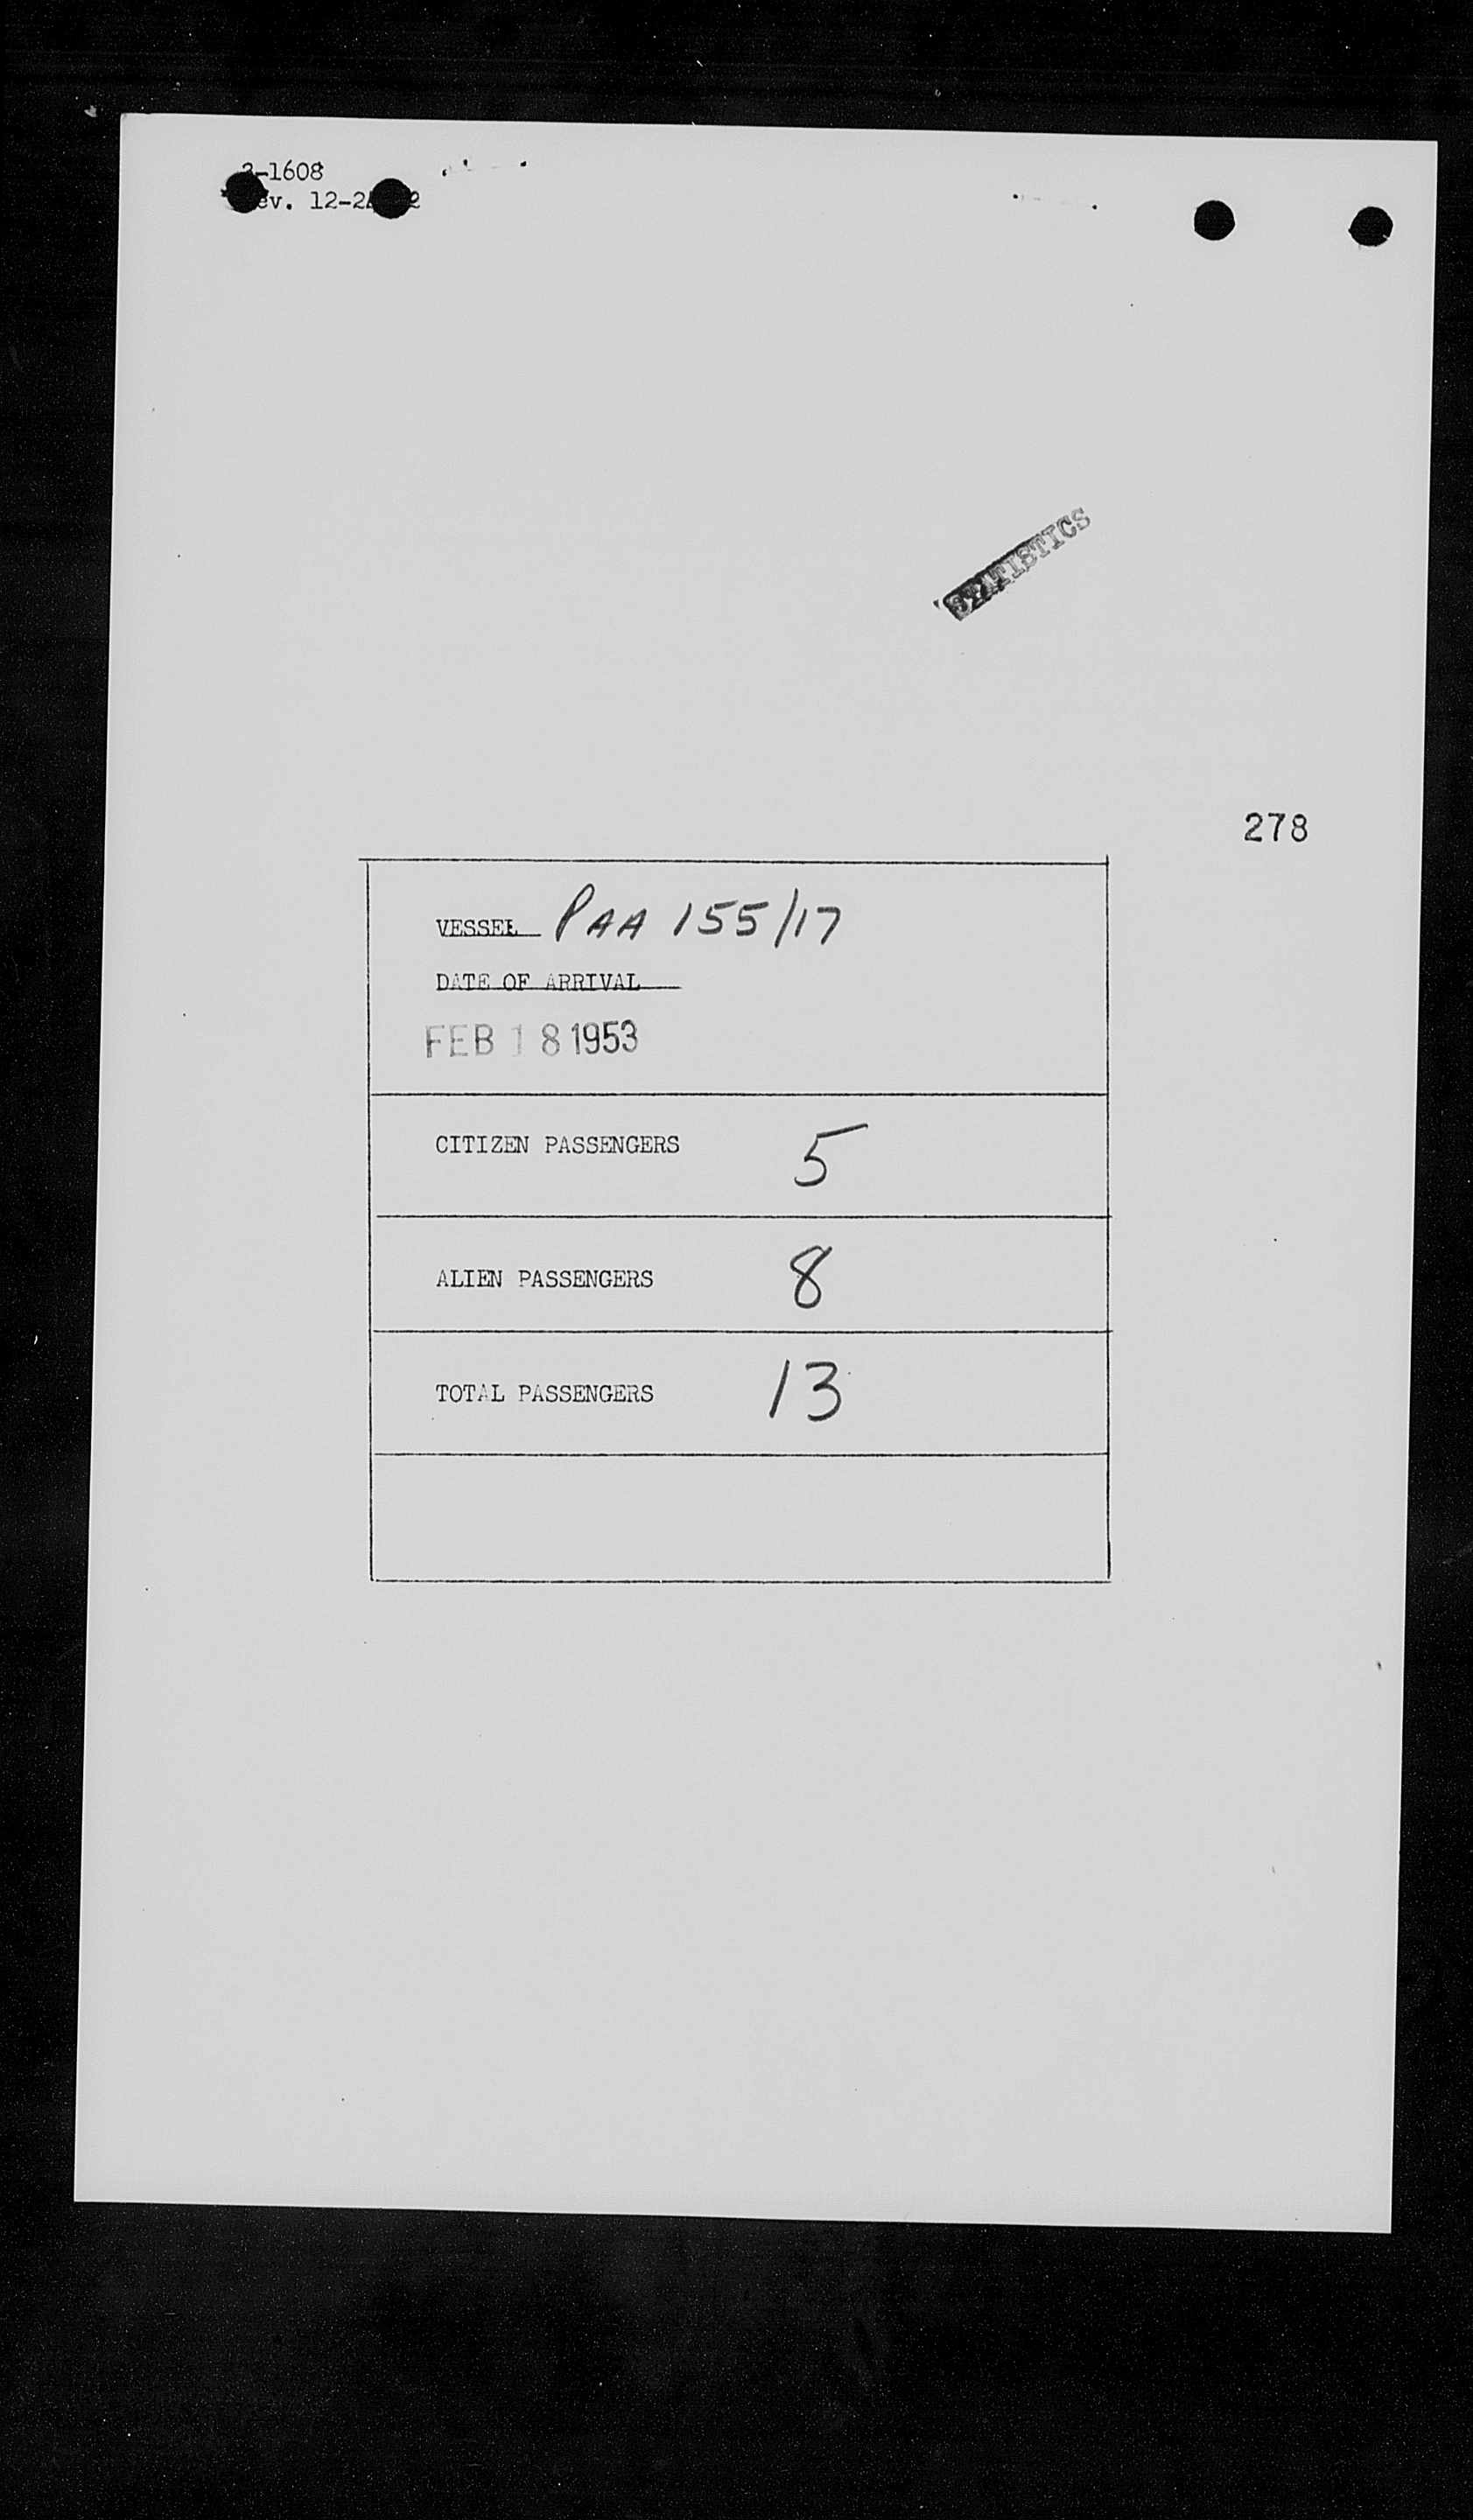 -1608
ev. 12-2
STATISTICS
278
VESSEL PAA 155/17
DATE OF ARRIVAL
FEB 18 1953
CITIZEN PASSENGERS 5
ALIEN PASSENGERS 8
TOTAL PASSENGERS 13